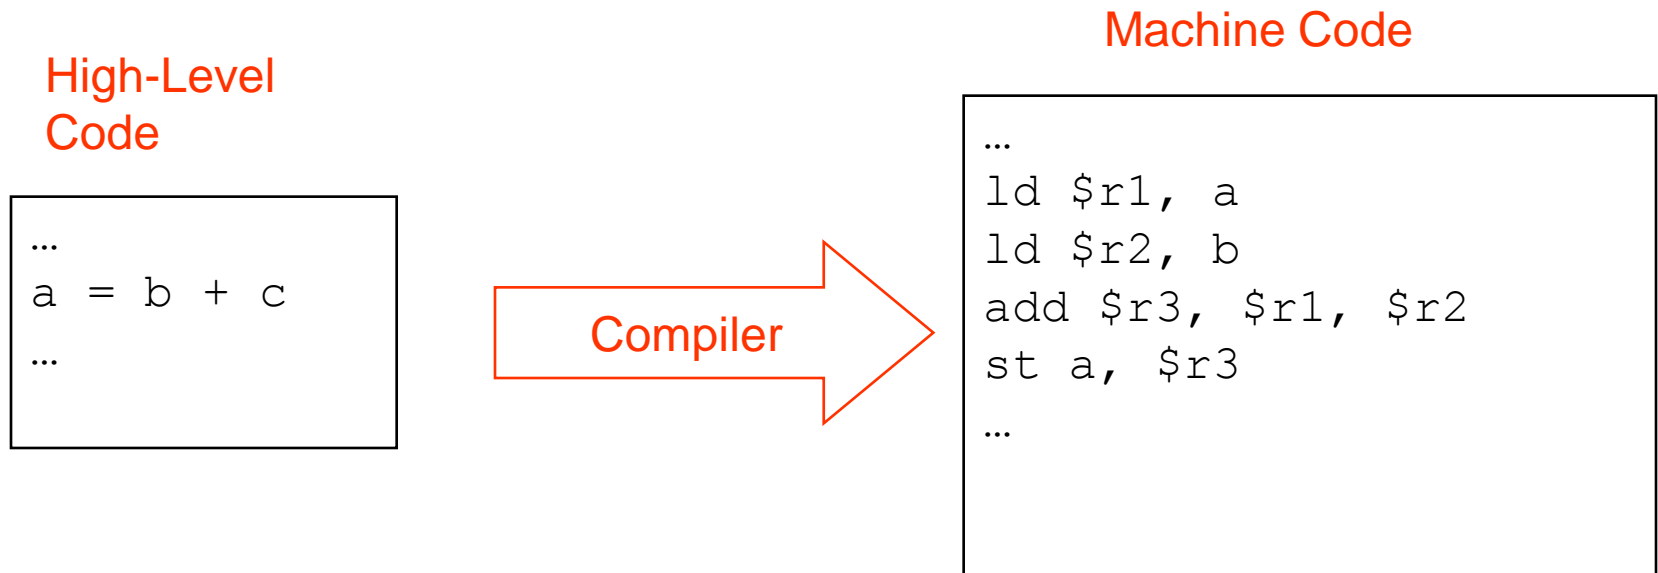 High-Level
Code
…
a = b + c
…
Compiler
Machine Code
…
ld $r1, a
ld $r2, b
add $r3, $r1, $r2
st a, $r3
…